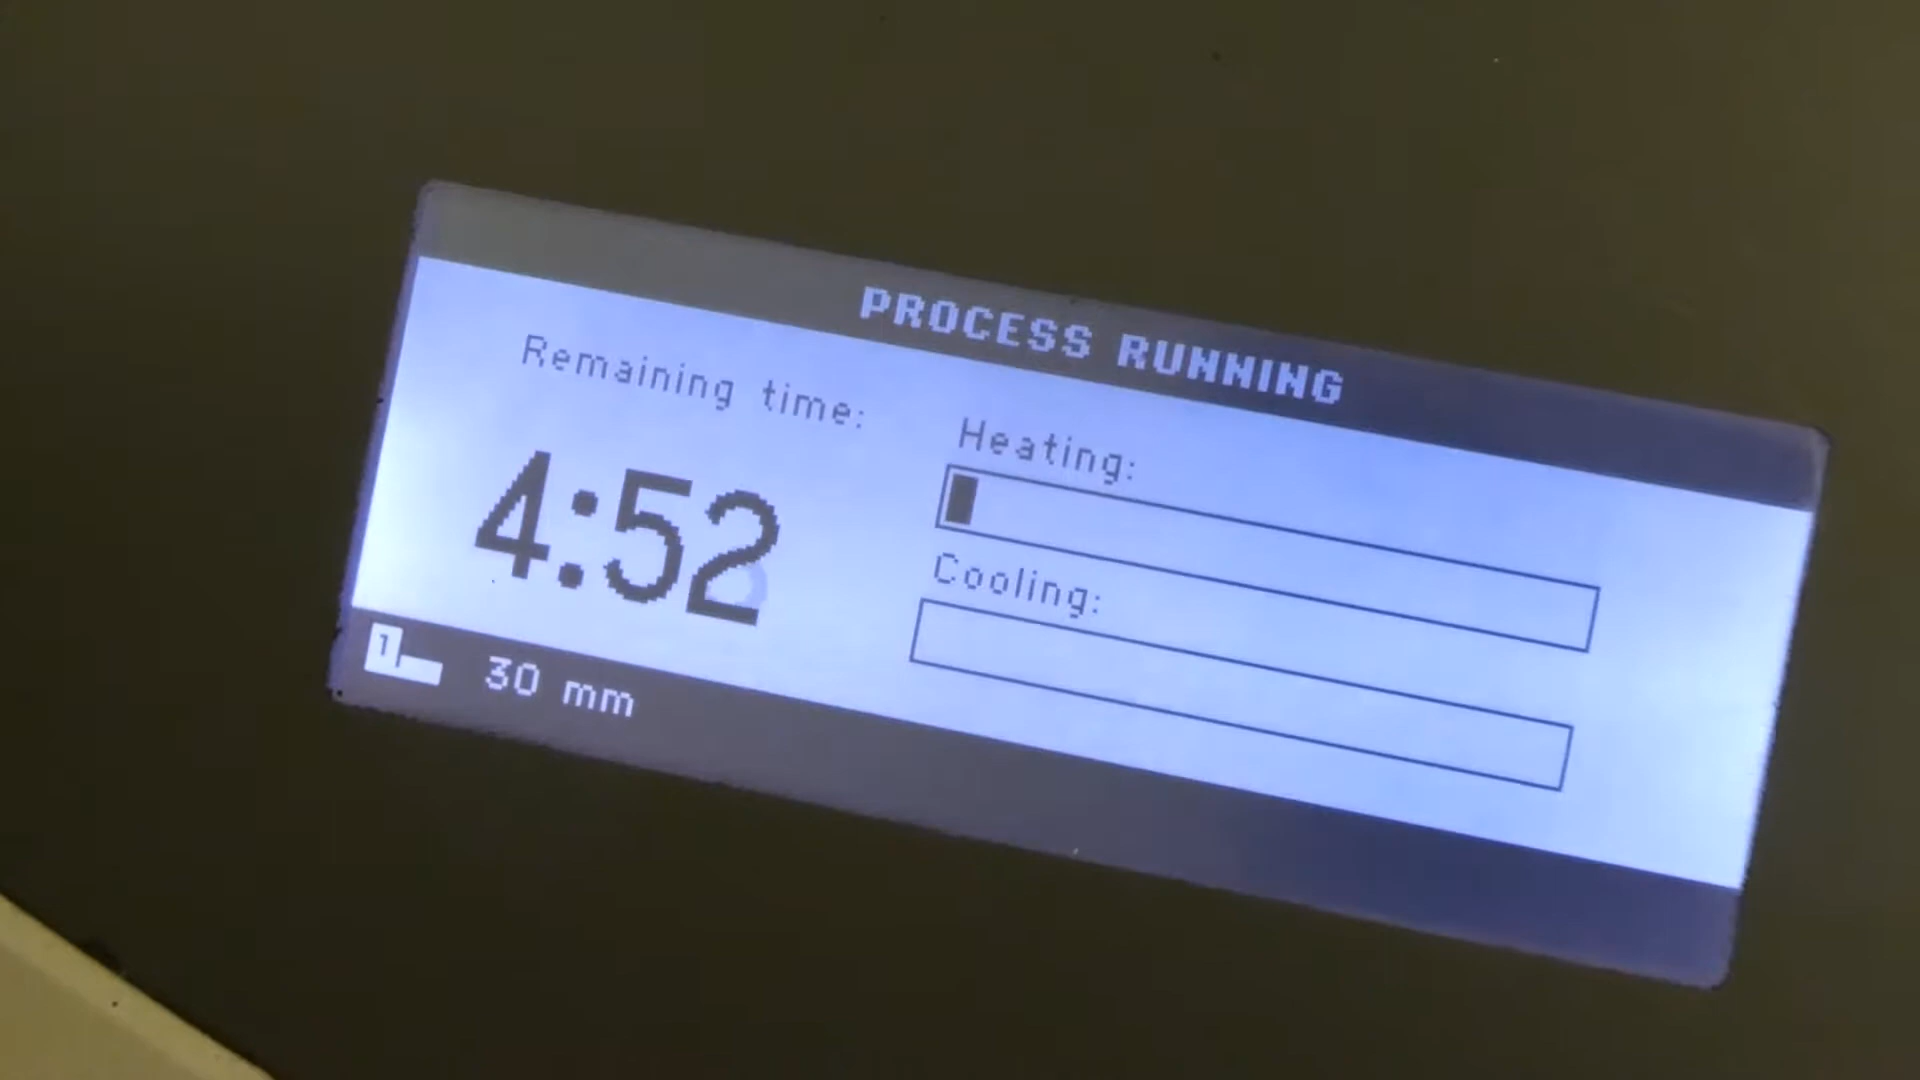 PROCESS RUNNING
Remaining time:
4:52
Heating:
Cooling:
1 30 mm